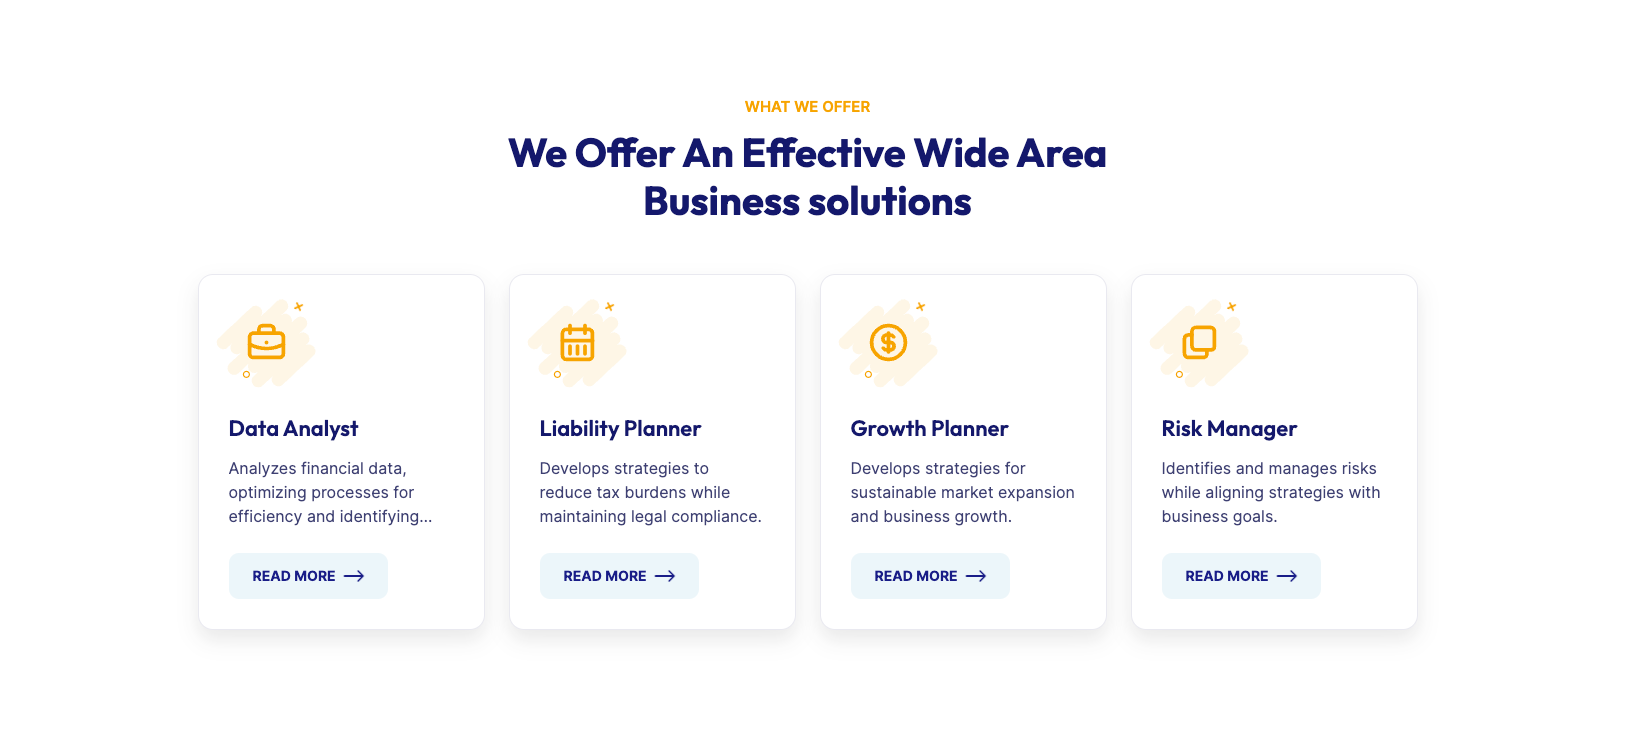 WHAT WE OFFER
We Offer An Effective Wide Area
Business solutions
Data Analyst
Analyzes financial data,
optimizing processes for
efficiency and identifying...
READ MORE
Liability Planner
Develops strategies to
reduce tax burdens while
maintaining legal compliance.
READ MORE
Growth Planner
Develops strategies for
sustainable market expansion
and business growth.
READ MORE
Risk Manager
Identifies and manages risks
while aligning strategies with
business goals.
READ MORE